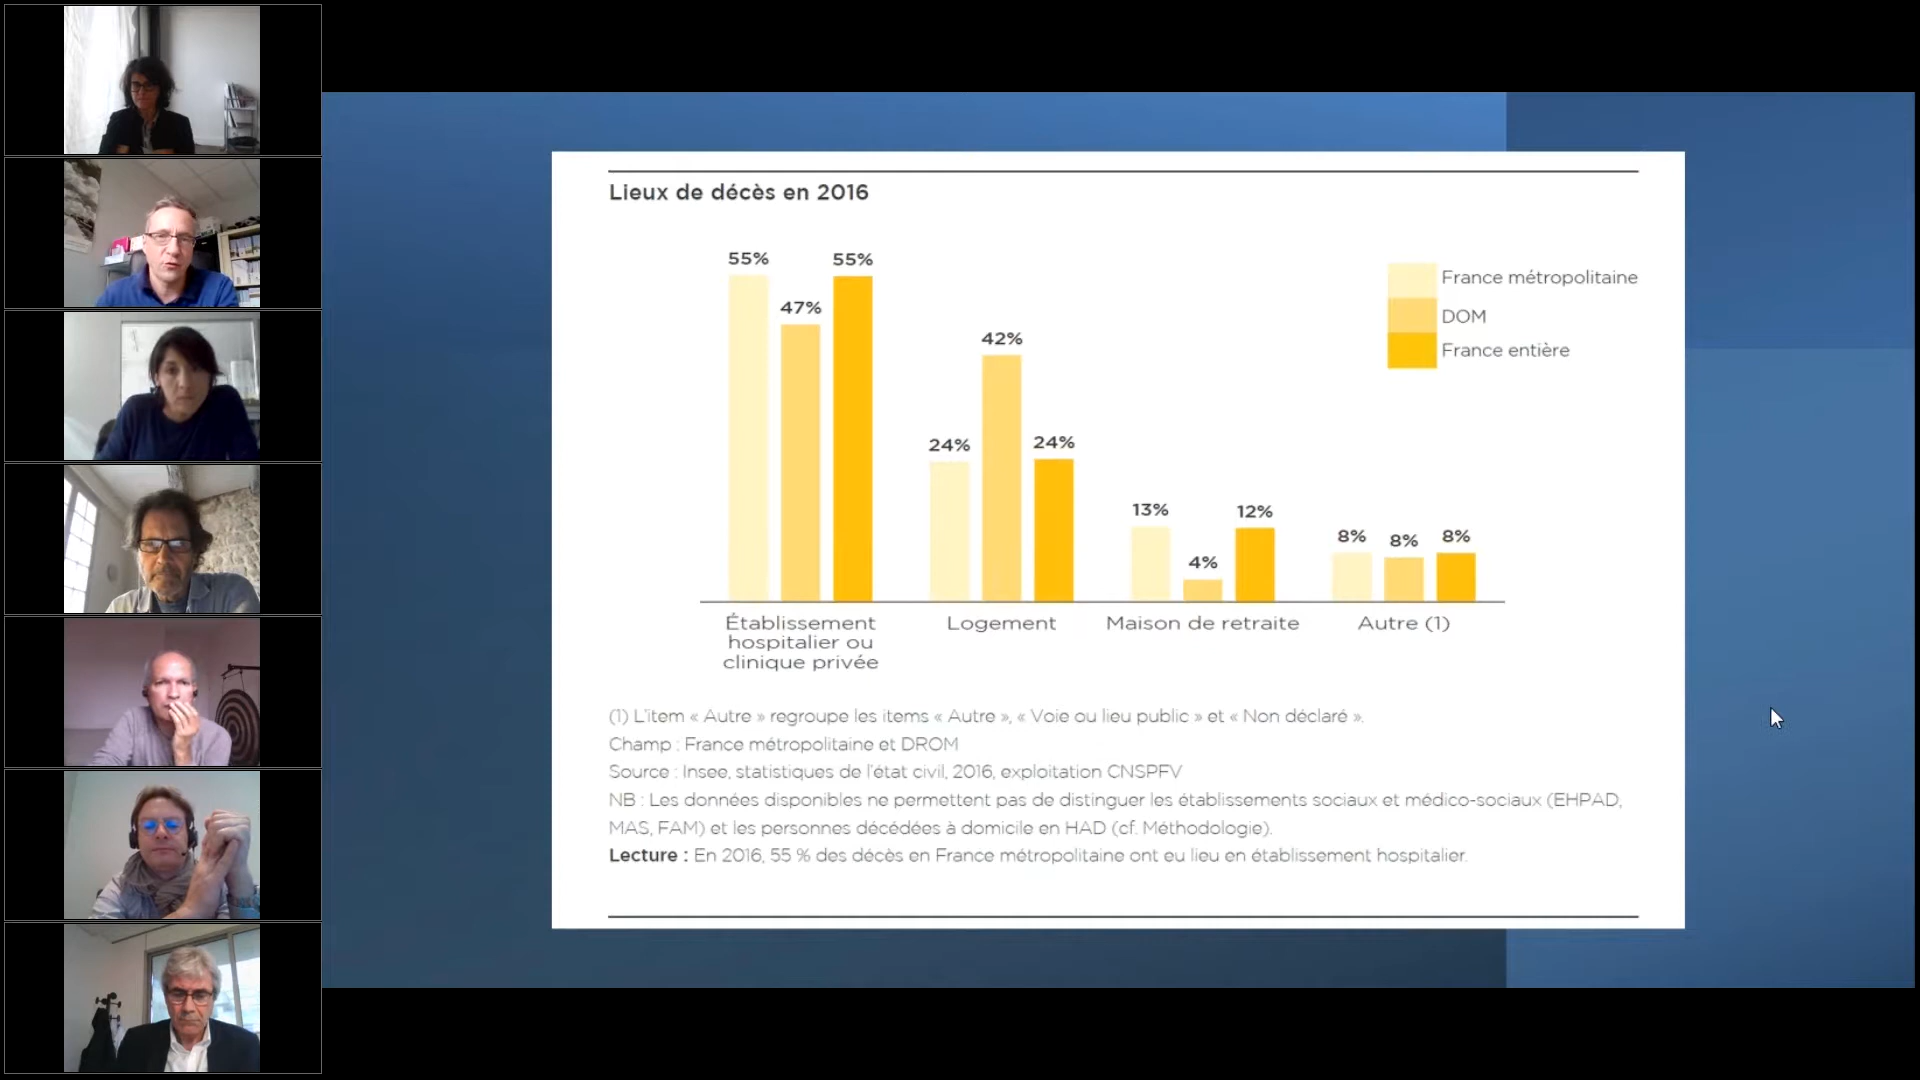 Lieux de décès en 2016
55%
47%
55%
24%
42%
24%
13%
4%
12%
8%
8%
8%
France métropolitaine
DOM
France entière
Établissement
hospitalier ou
clinique privée
Logement
Maison de retraite
Autre (1)
(1) L'item « Autre » regroupe les items « Autre », « Voie ou lieu public » et « Non déclaré ».
Champ : France métropolitaine et DROM
Source : Insee, statistiques de l'état civil, 2016, exploitation CNSPFV
NB : Les données disponibles ne permettent pas de distinguer les établissements sociaux et médico-sociaux (EHPAD,
MAS, FAM) et les personnes décédées à domicile en HAD (cf. Méthodologie).
Lecture : En 2016, 55 % des décès en France métropolitaine ont eu lieu en établissement hospitalier.